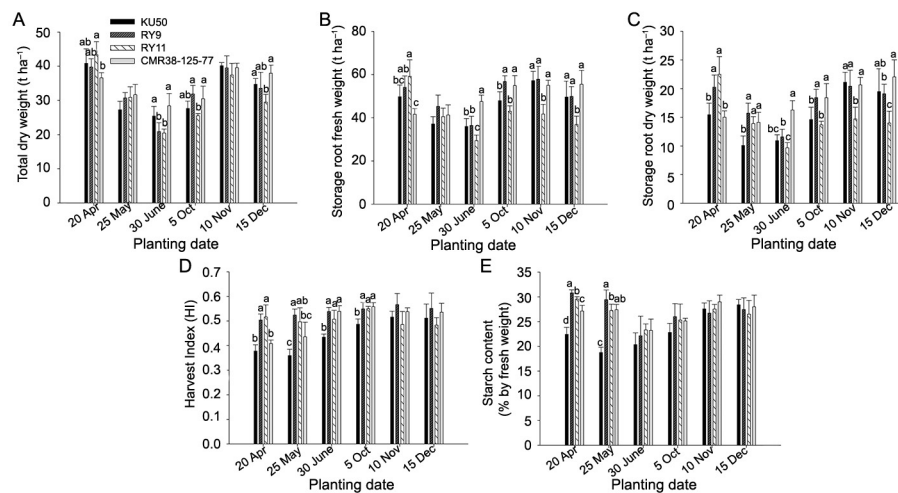 A
Total dry weight (t ha⁻¹)
50
40
30
20
10
0
KU50
RY9
RY11
CMR38-125-77
ab
ab
a
b
a
b
b
a
b
a
b
a
a
a
b
a
20 Apr
25 May
30 June
5 Oct
10 Nov
15 Dec
Planting date
B
Storage root fresh weight (t ha⁻¹)
80
60
40
20
0
bc
ab
a
c
b
b
c
a
b
a
b
a
a
a
b
a
a
a
b
a
20 Apr
25 May
30 June
5 Oct
10 Nov
15 Dec
Planting date
C
Storage root dry weight (t ha⁻¹)
30
25
20
15
10
5
0
b
a
a
b
b
a
a
a
b
b
c
a
b
a
b
a
a
a
b
a
a
a
b
a
20 Apr
25 May
30 June
5 Oct
10 Nov
15 Dec
Planting date
D
Harvest Index (HI)
0.7
0.6
0.5
0.4
0.3
0.2
0.1
0.0
b
a
a
b
c
a
ab
bc
b
a
a
a
b
a
a
a
20 Apr
25 May
30 June
5 Oct
10 Nov
15 Dec
Planting date
E
Starch content
(% by fresh weight)
35
30
25
20
15
10
5
0
d
a
b
c
c
a
b
ab
20 Apr
25 May
30 June
5 Oct
10 Nov
15 Dec
Planting date